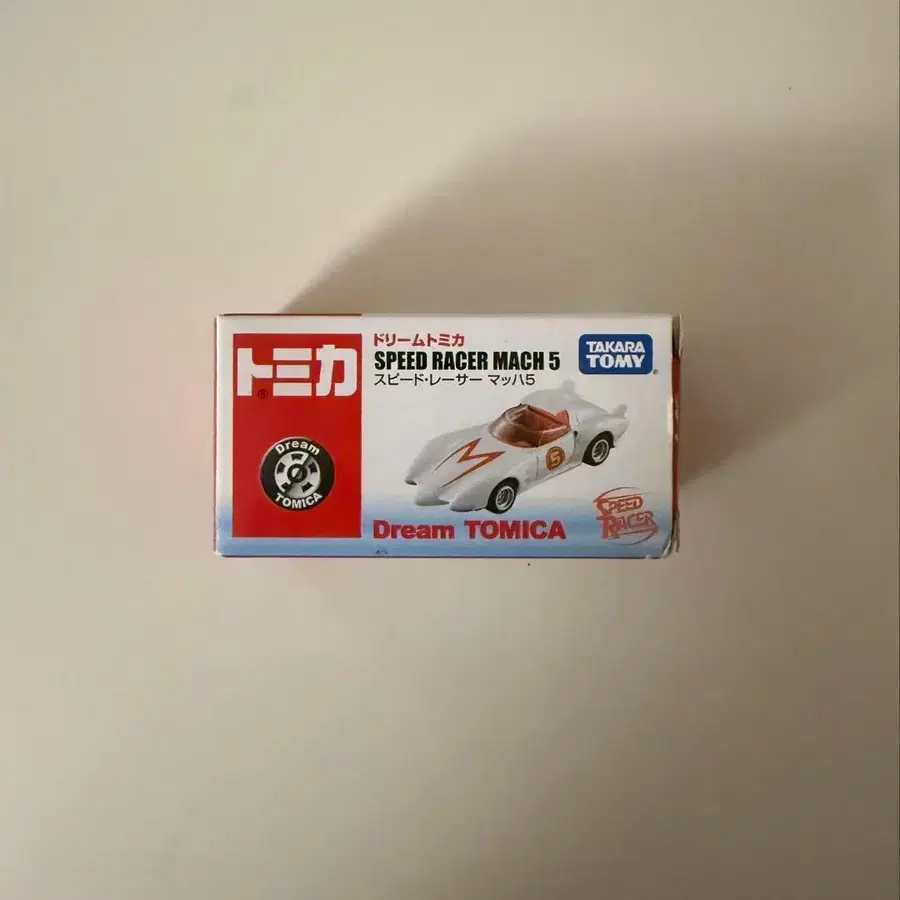 トミカ
®
Dream
TOMICA
ドリームトミカ
SPEED RACER MACH 5
スピード・レーサー マッハ5
TAKARA
TOMY®
5
Dream TOMICA
SPEED
RACER